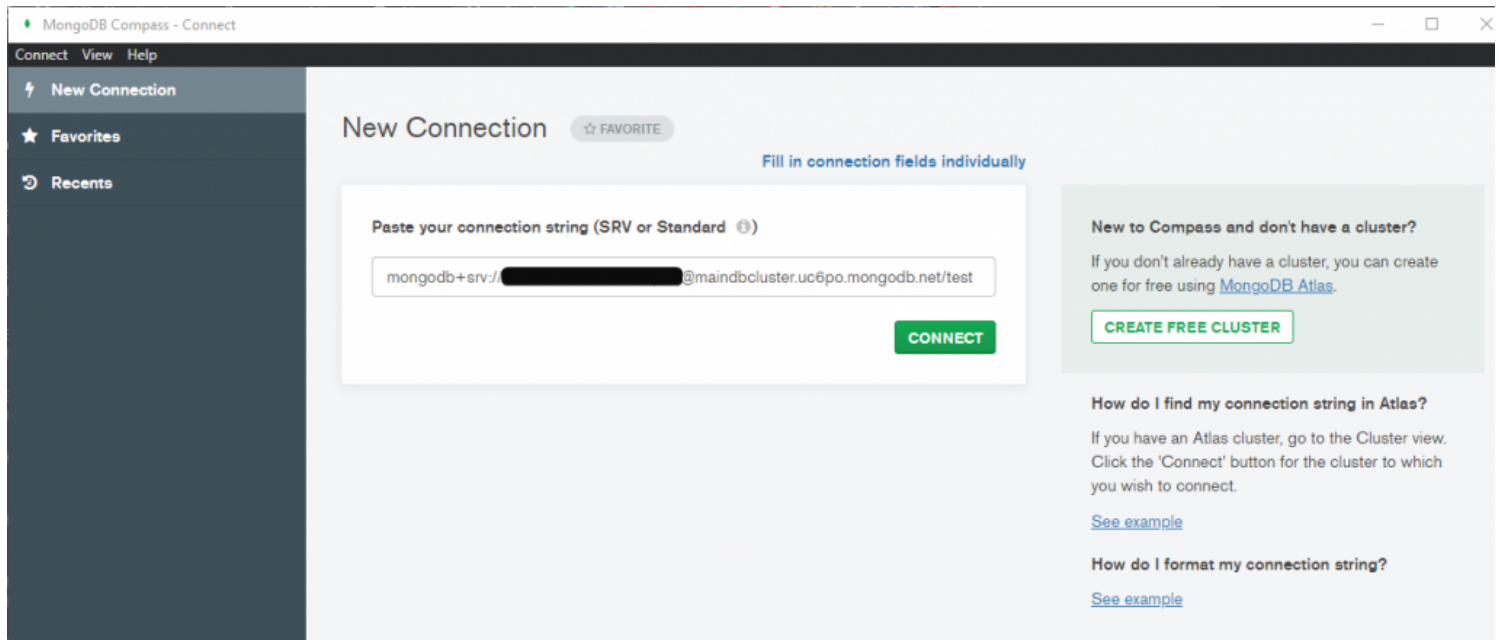 MongoDB Compass - Connect
Connect View Help
New Connection
Favorites
Recents
New Connection
FAVORITE
Fill in connection fields individually
Paste your connection string (SRV or Standard )
mongodb+srv:// @maindbcluster.uc6po.mongodb.net/test
CONNECT
New to Compass and don't have a cluster?
If you don't already have a cluster, you can create
one for free using MongoDB Atlas.
CREATE FREE CLUSTER
How do I find my connection string in Atlas?
If you have an Atlas cluster, go to the Cluster view.
Click the 'Connect' button for the cluster to which
you wish to connect.
See example
How do I format my connection string?
See example